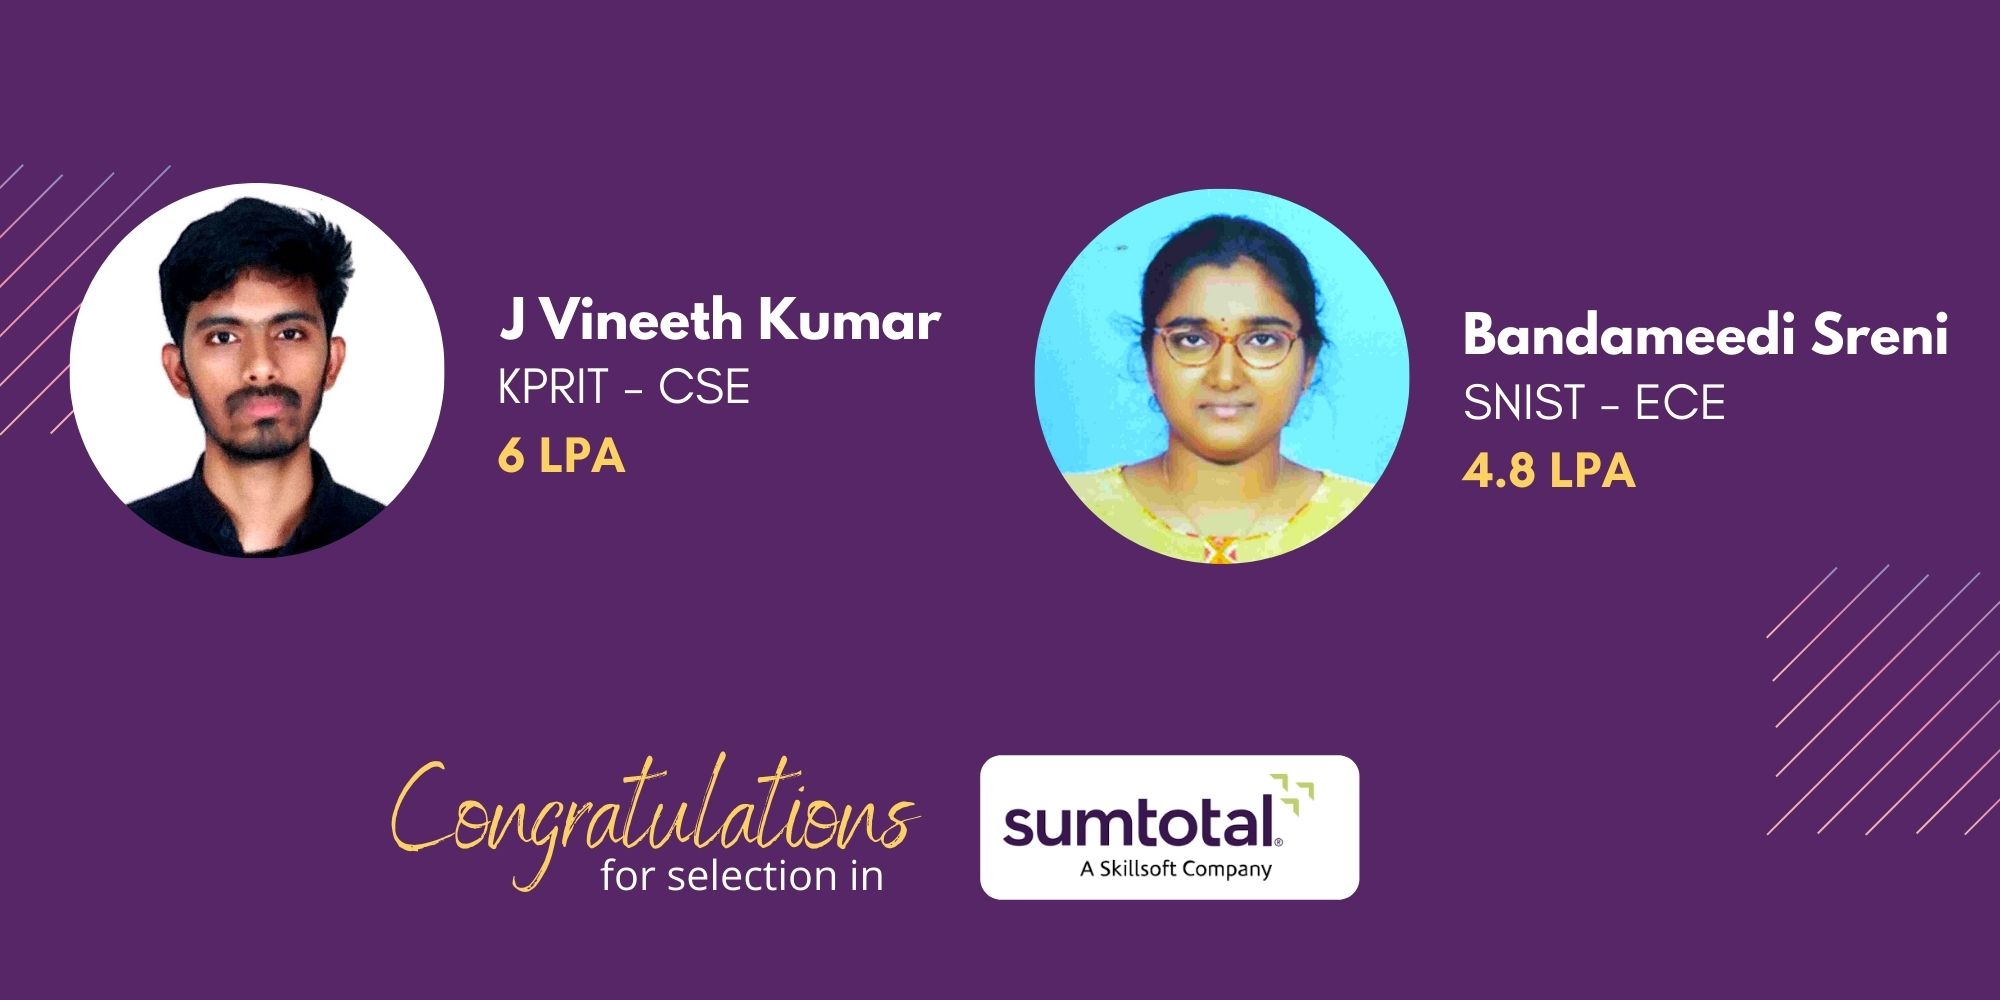 J Vineeth Kumar
KPRIT - CSE
6 LPA
Bandameedi Sreni
SNIST - ECE
4.8 LPA
Congratulations
for selection in
sumtotal®
A Skillsoft Company